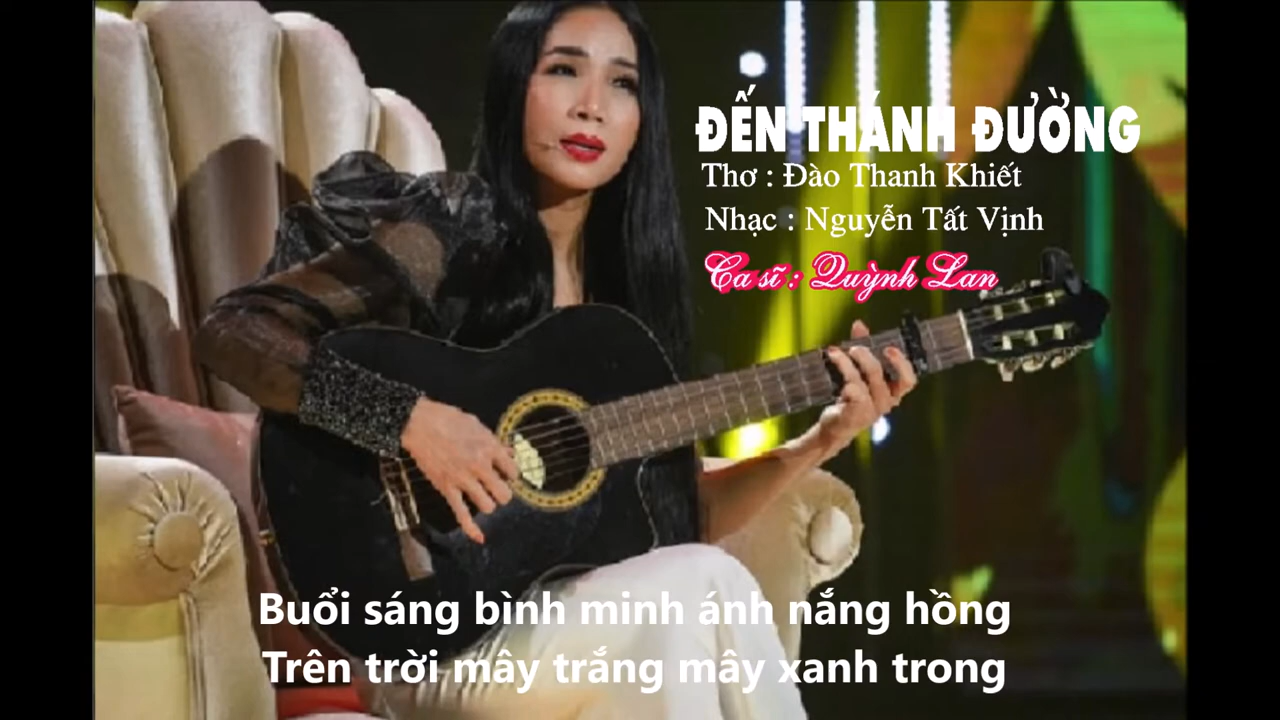 ĐẾN THÁNH ĐƯỜNG
Thơ : Đào Thanh Khiết
Nhạc : Nguyễn Tất Vịnh
Ca sĩ : Quỳnh Lan
Buổi sáng bình minh ánh nắng hồng
Trên trời mây trắng mây xanh trong